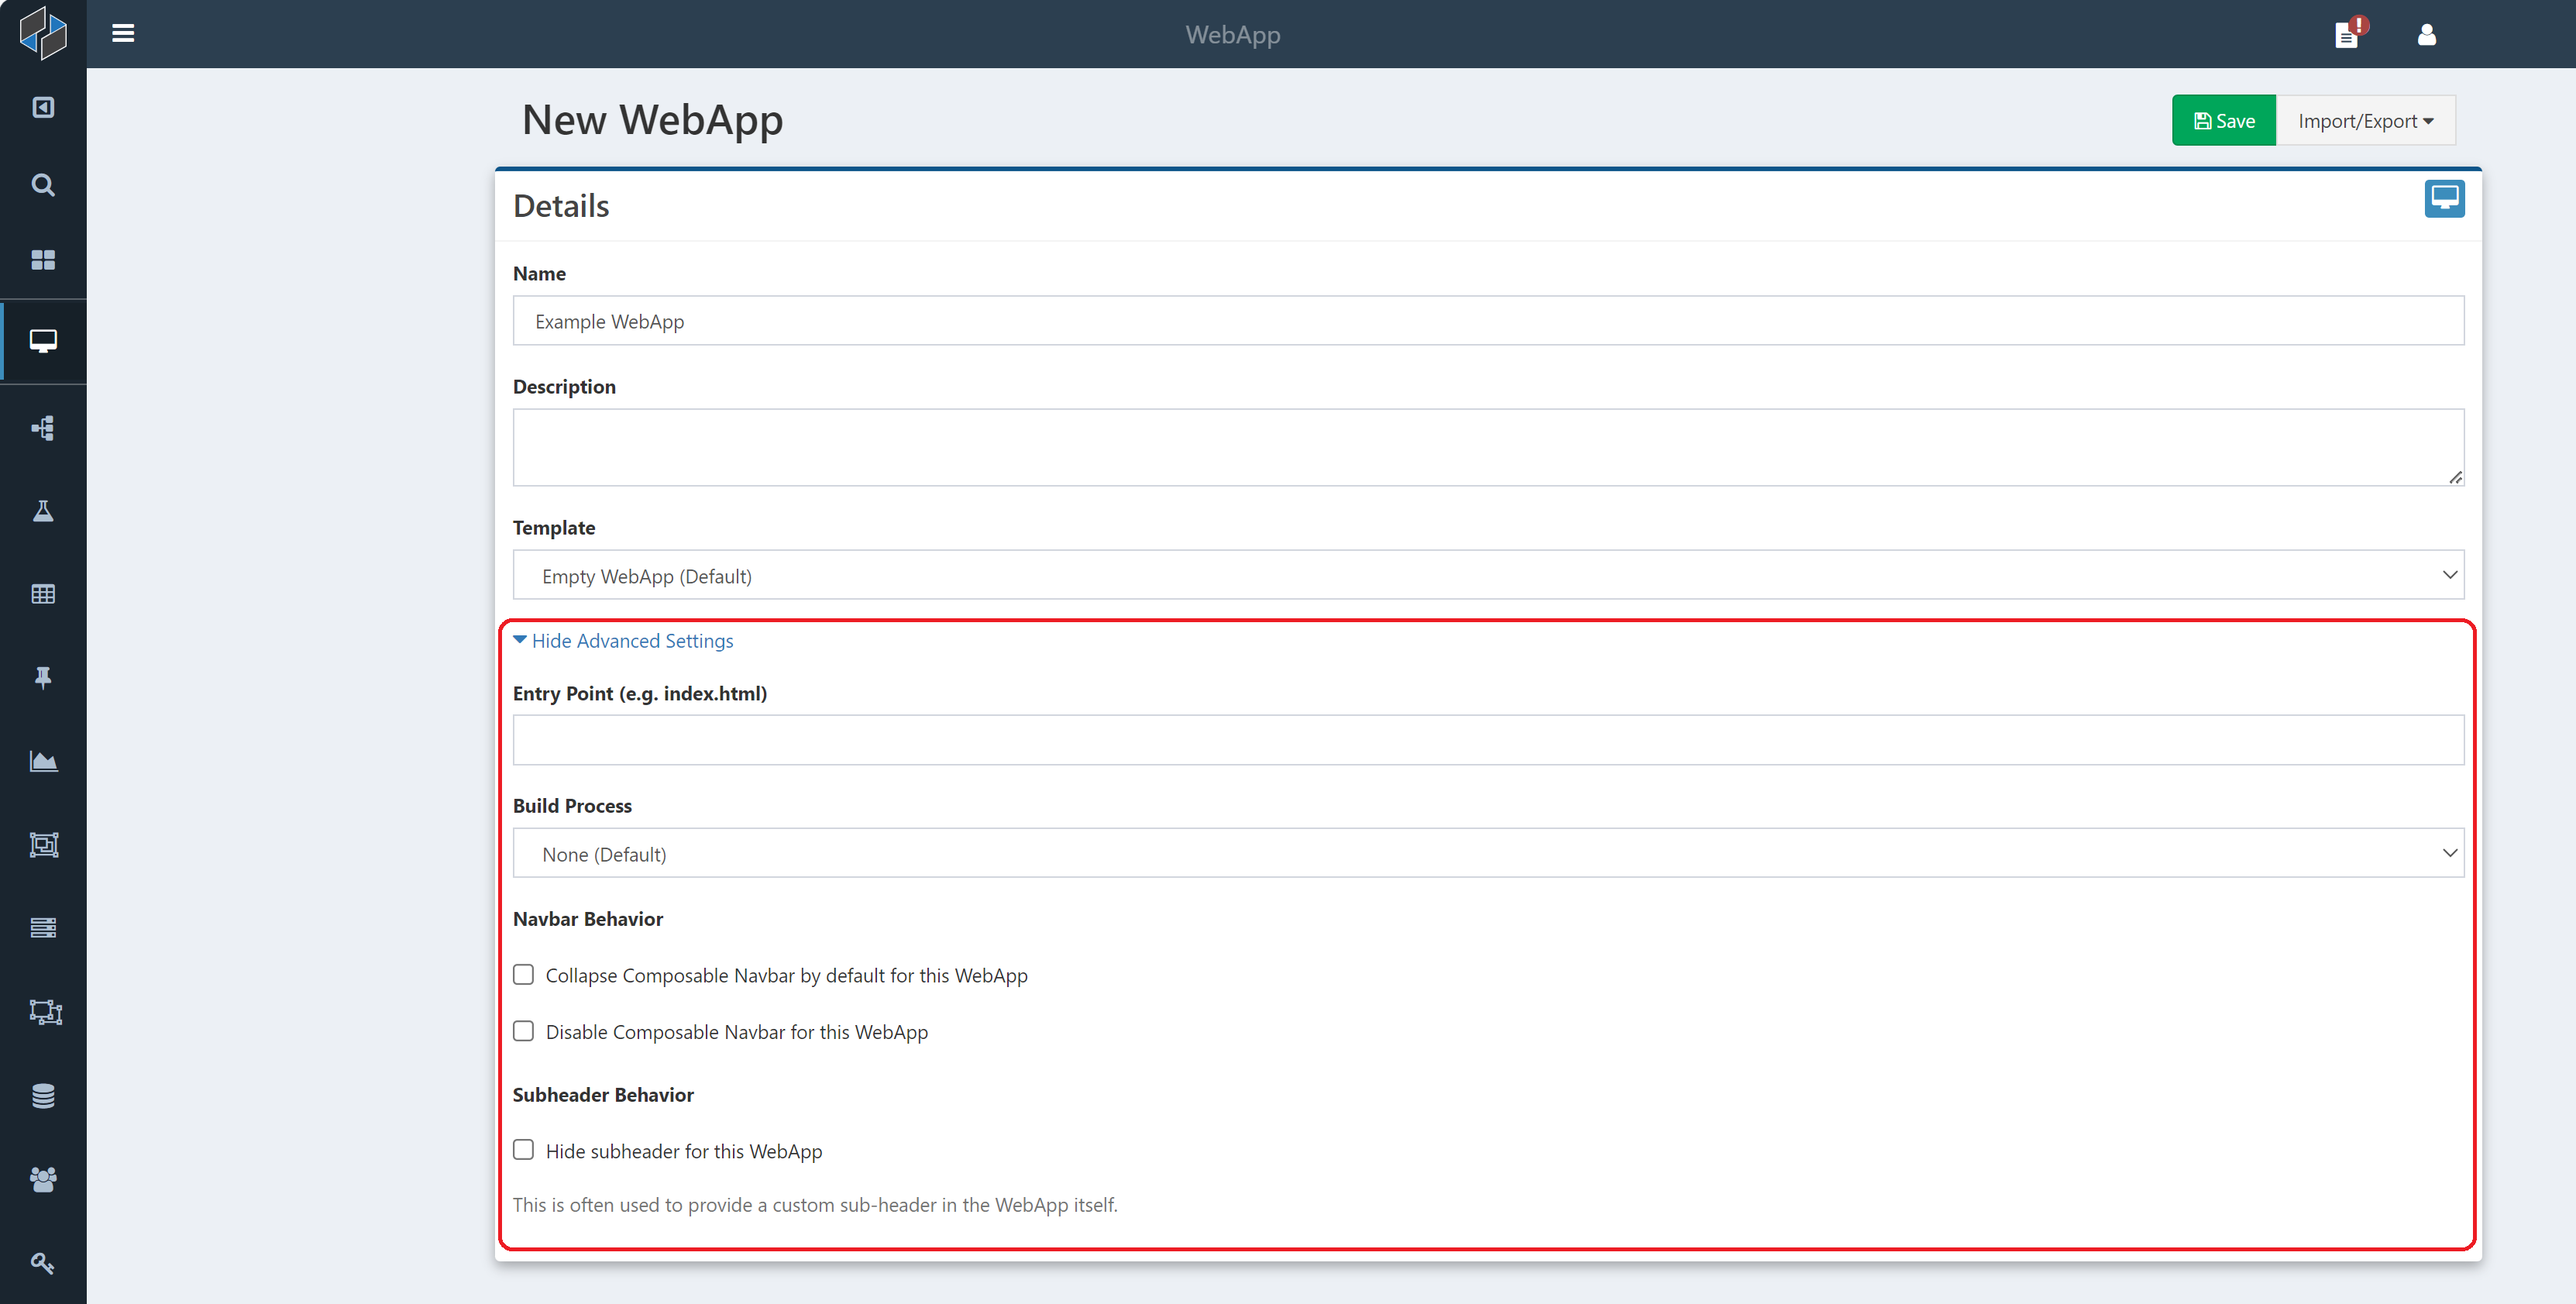 WebApp
!
New WebApp
Save
Import/Export
Details
Name
Example WebApp
Description
Template
Empty WebApp (Default)
Hide Advanced Settings
Entry Point (e.g. index.html)
Build Process
None (Default)
Navbar Behavior
Collapse Composable Navbar by default for this WebApp
Disable Composable Navbar for this WebApp
Subheader Behavior
Hide subheader for this WebApp
This is often used to provide a custom sub-header in the WebApp itself.